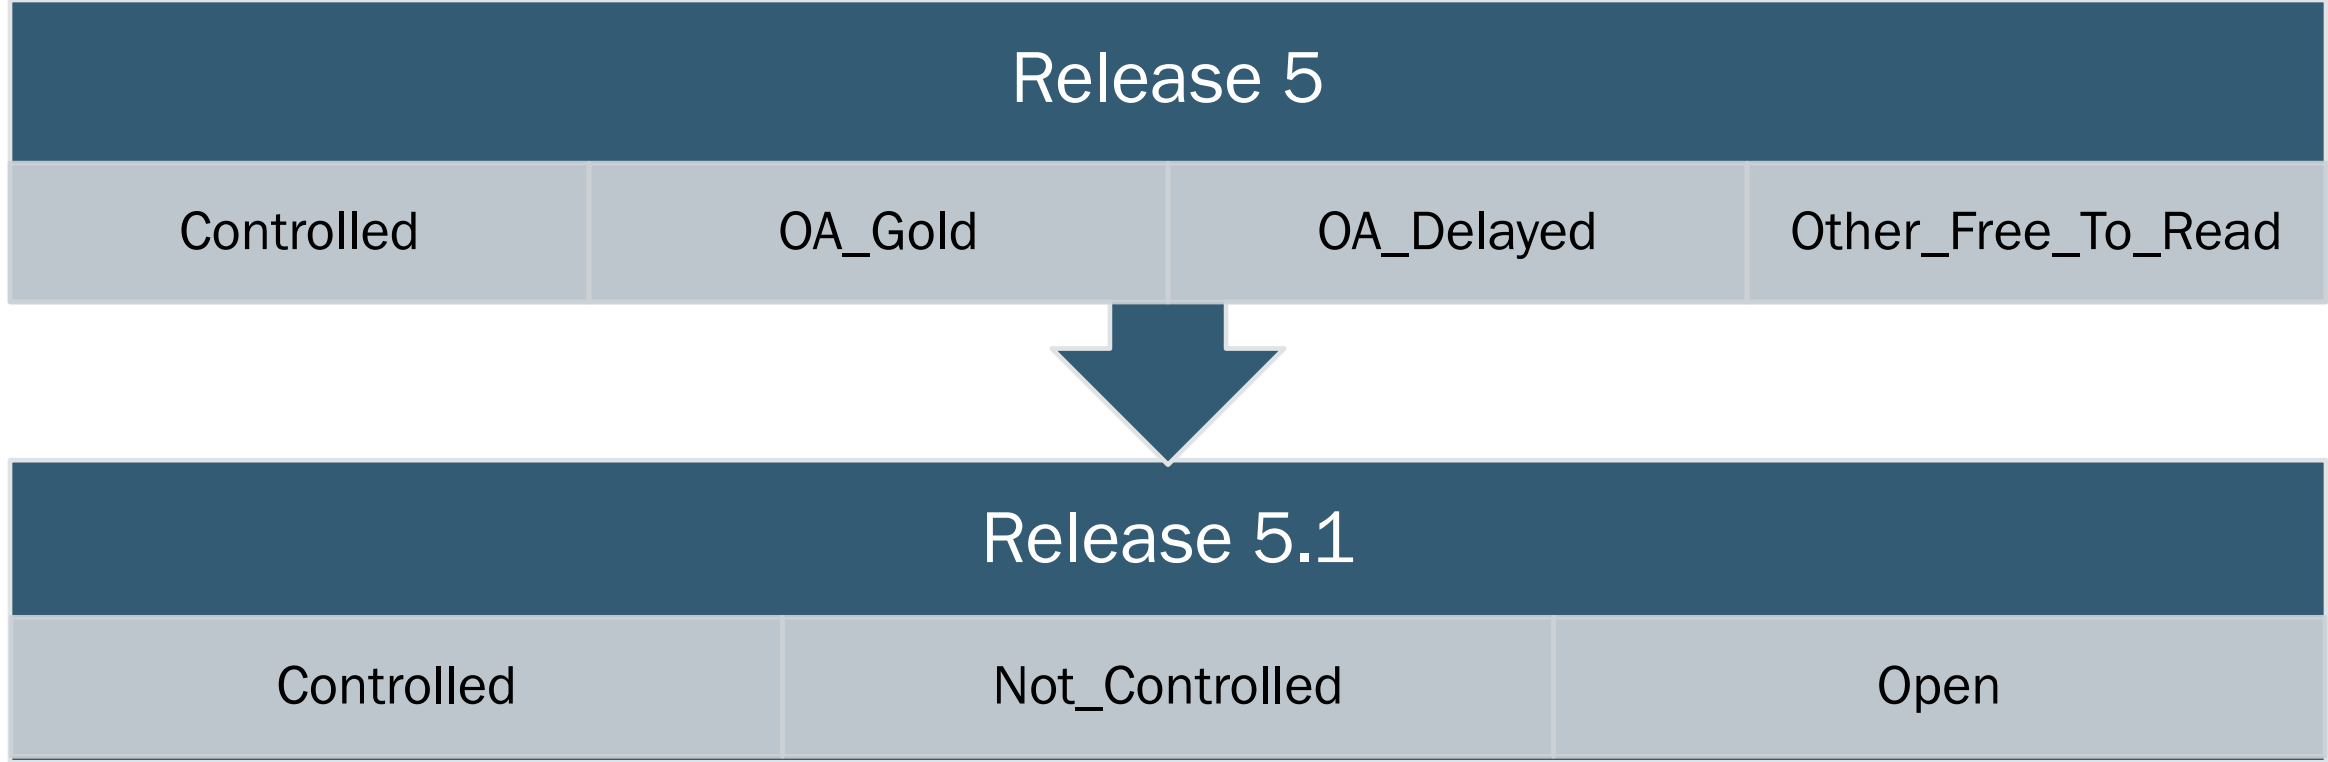 Release 5
Controlled OA_Gold OA_Delayed Other_Free_To_Read
Release 5.1
Controlled Not_Controlled Open